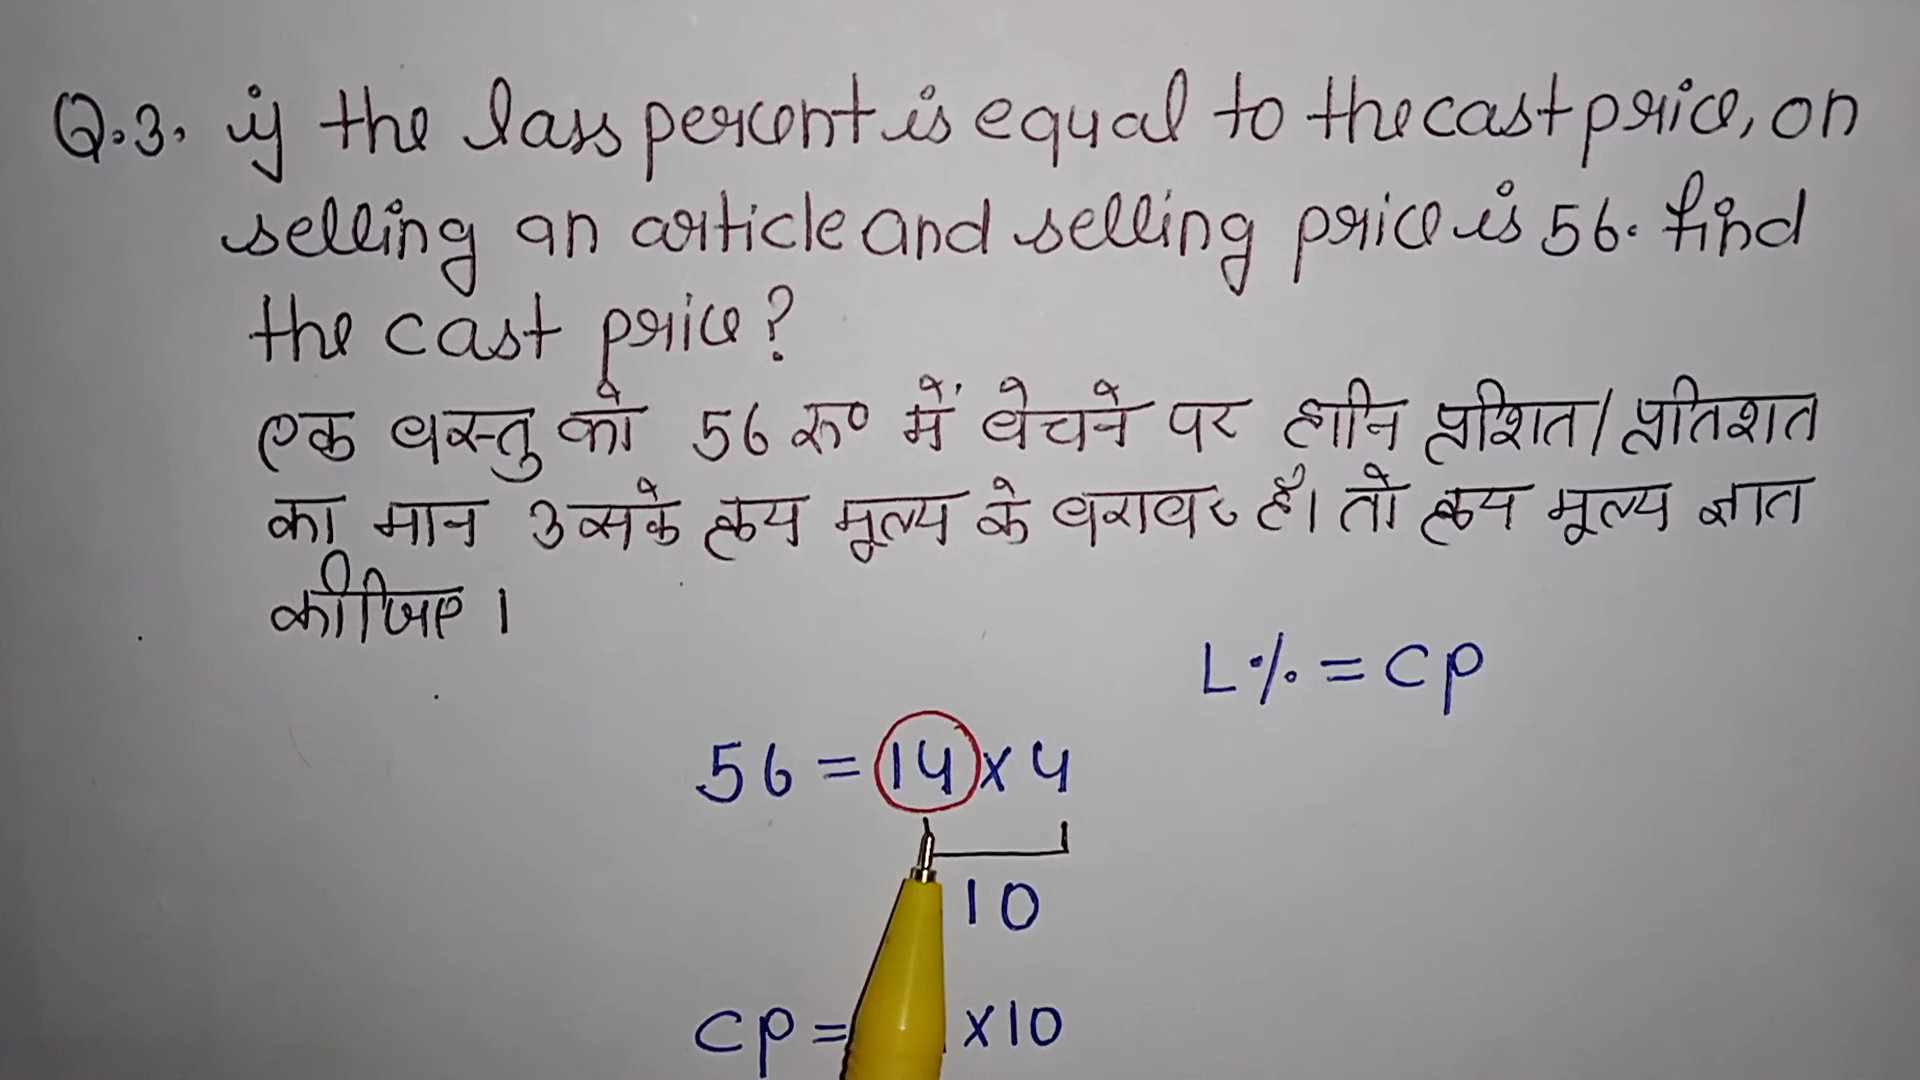 Q.3. if the lass percent is equal to the cast price, on
selling an article and selling price is 56. find
the cast price?
एक वस्तु को 56 रू० में बेचने पर हानि प्रशित/प्रतिशत
का मान उसके क्रय मूल्य के बराबर है। तो क्रय मूल्य ज्ञात
कीजिए।
L% = CP
56 = 14 x 4
10
CP = x10